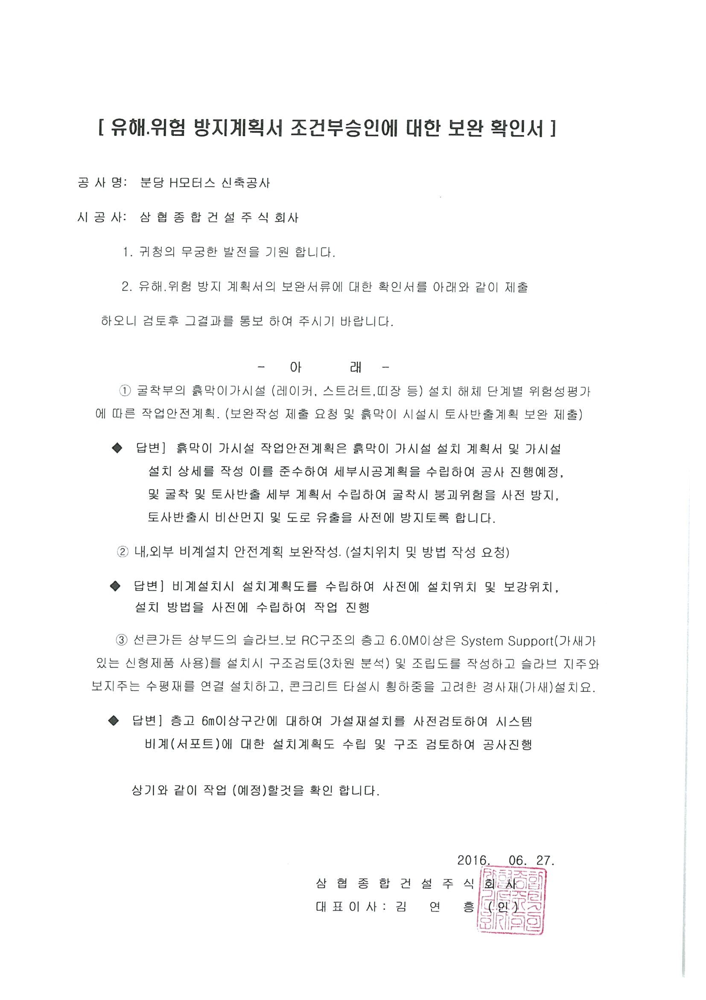 [ 유해.위험 방지계획서 조건부승인에 대한 보완 확인서 ]
공 사 명: 분당 H모터스 신축공사
시 공 사: 삼 협 종 합 건 설 주 식 회사
1. 귀청의 무궁한 발전을 기원 합니다.
2. 유해.위험 방지 계획서의 보완서류에 대한 확인서를 아래와 같이 제출
하오니 검토후 그결과를 통보 하여 주시기 바랍니다.
- 아 래 -
① 굴착부의 흙막이가시설 (레이커, 스트러트,띠장 등) 설치 해체 단계별 위험성평가
에 따른 작업안전계획. (보완작성 제출 요청 및 흙막이 시설시 토사반출계획 보완 제출)
◆ 답변] 흙막이 가시설 작업안전계획은 흙막이 가시설 설치 계획서 및 가시설
설치 상세를 작성 이를 준수하여 세부시공계획을 수립하여 공사 진행예정,
및 굴착 및 토사반출 세부 계획서 수립하여 굴착시 붕괴위험을 사전 방지,
토사반출시 비산먼지 및 도로 유출을 사전에 방지토록 합니다.
② 내,외부 비계설치 안전계획 보완작성. (설치위치 및 방법 작성 요청)
◆ 답변] 비계설치시 설치계획도를 수립하여 사전에 설치위치 및 보강위치,
설치 방법을 사전에 수립하여 작업 진행
③ 선큰가든 상부드의 슬라브.보 RC구조의 층고 6.0M이상은 System Support(가새가
있는 신형제품 사용)를 설치시 구조검토(3차원 분석) 및 조립도를 작성하고 슬라브 지주와
보지주는 수평재를 연결 설치하고, 콘크리트 타설시 횡하중을 고려한 경사재(가새)설치요.
◆ 답변] 층고 6m이상구간에 대하여 가설재설치를 사전검토하여 시스템
비계(서포트)에 대한 설치계획도 수립 및 구조 검토하여 공사진행
상기와 같이 작업 (예정)할것을 확인 합니다.
2016. 06. 27.
삼 협 종 합 건 설 주 식 회 사
대 표 이 사 : 김 연 흥 (인)